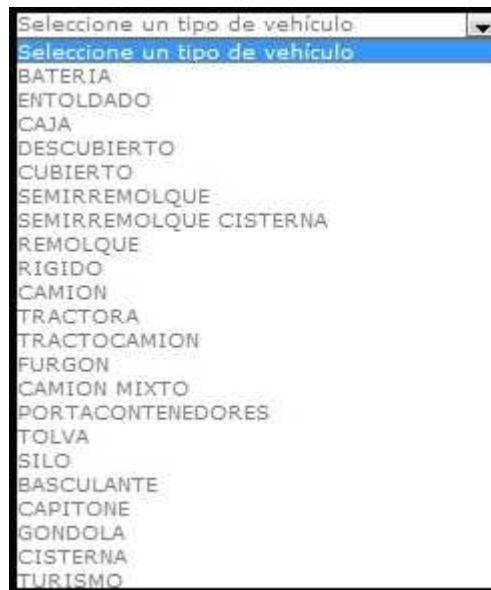 Seleccione un tipo de vehículo
Seleccione un tipo de vehículo
BATERIA
ENTOLDADO
CAJA
DESCUBIERTO
CUBIERTO
SEMIRREMOLQUE
SEMIRREMOLQUE CISTERNA
REMOLQUE
RIGIDO
CAMION
TRACTORA
TRACTOCAMION
FURGON
CAMION MIXTO
PORTACONTENEDORES
TOLVA
SILO
BASCULANTE
CAPITONE
GONDOLA
CISTERNA
TURISMO